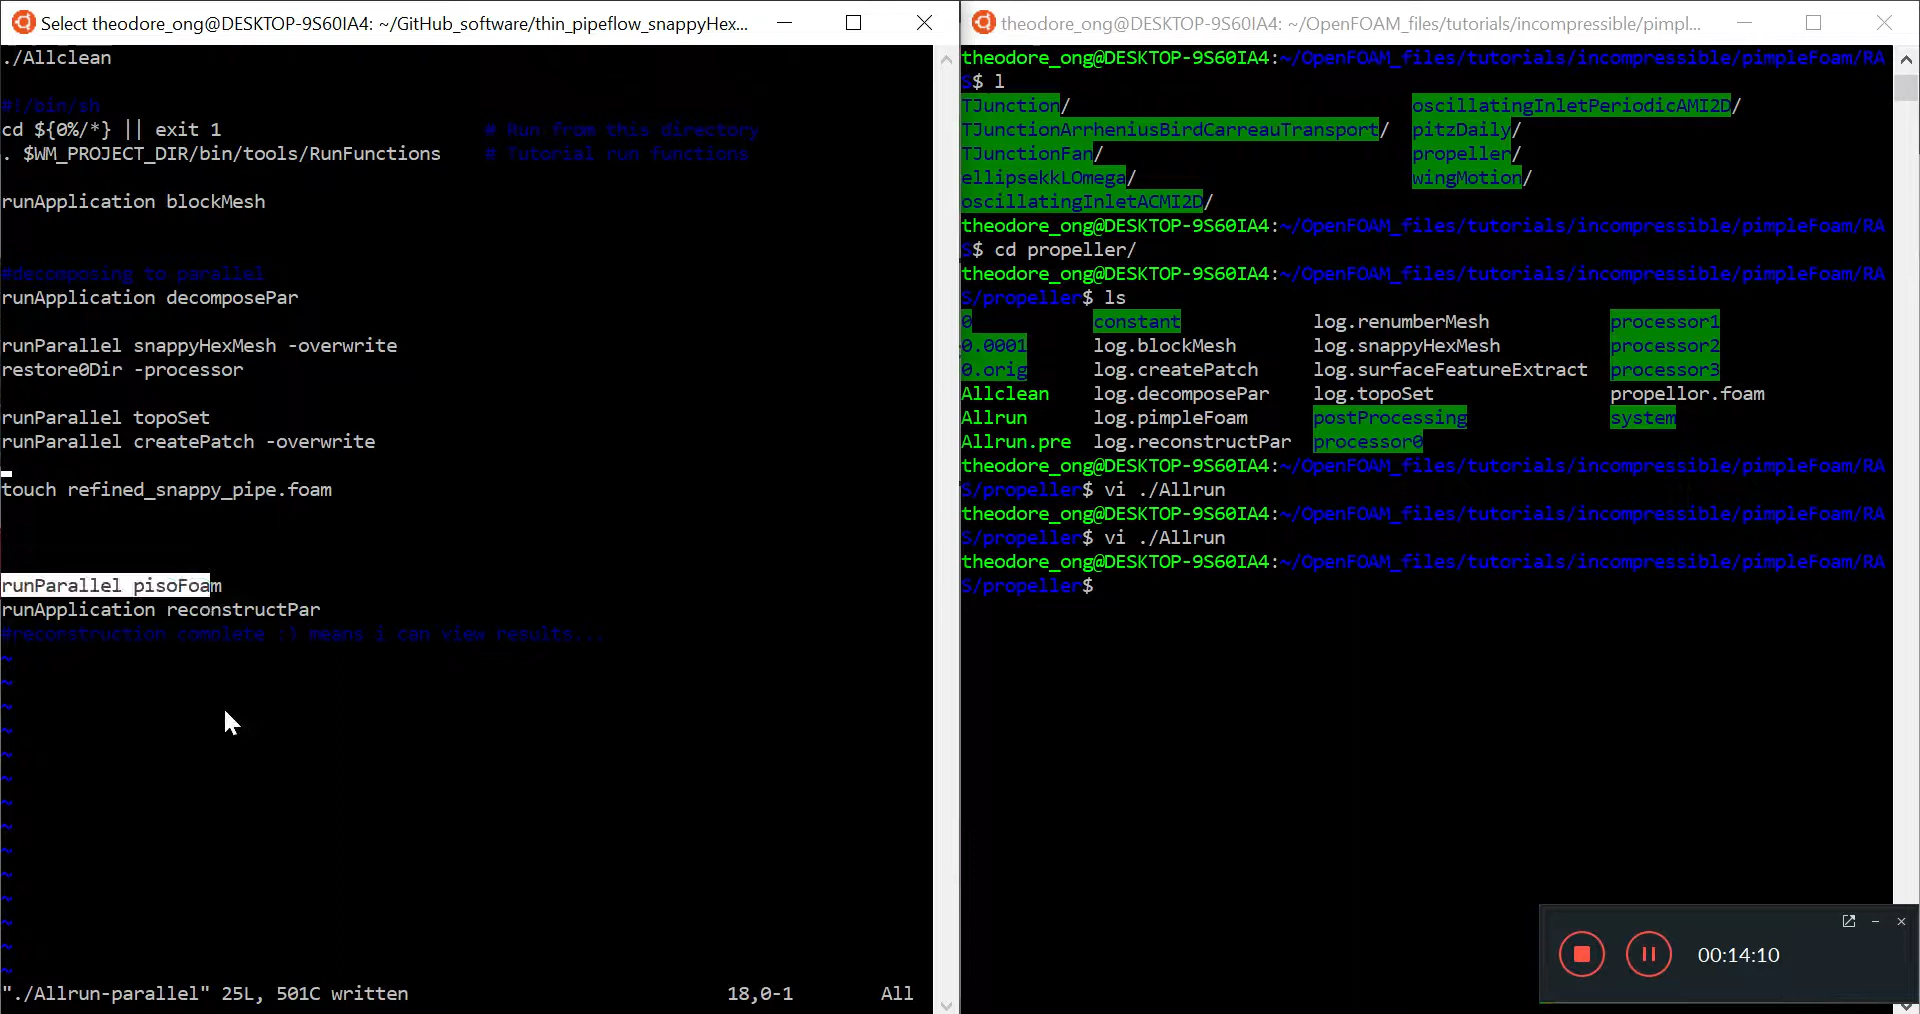 Select theodore_ong@DESKTOP-9S60IA4: ~/GitHub_software/thin_pipeflow_snappyHex...
./Allclean
#!/bin/sh
cd ${0%/*} || exit 1                        # Run from this directory
. $WM_PROJECT_DIR/bin/tools/RunFunctions    # Tutorial run functions
runApplication blockMesh
#decomposing to parallel
runApplication decomposePar
runParallel snappyHexMesh -overwrite
restore0Dir -processor
runParallel topoSet
runParallel createPatch -overwrite
touch refined_snappy_pipe.foam
runParallel pisoFoam
runApplication reconstructPar
#reconstruction complete :) means i can view results...
~
~
~
~
~
~
~
~
~
~
~
~
~
~
"./Allrun-parallel" 25L, 501C written                             18,0-1        All
theodore_ong@DESKTOP-9S60IA4: ~/OpenFOAM_files/tutorials/incompressible/pimpl...
theodore_ong@DESKTOP-9S60IA4:~/OpenFOAM_files/tutorials/incompressible/pimpleFoam/RA
S$ l
TJunction/                               oscillatingInletPeriodicAMI2D/
TJunctionArrheniusBirdCarreauTransport/  pitzDaily/
TJunctionFan/                            propeller/
ellipsekkLOmega/                         wingMotion/
oscillatingInletACMI2D/
theodore_ong@DESKTOP-9S60IA4:~/OpenFOAM_files/tutorials/incompressible/pimpleFoam/RA
S$ cd propeller/
theodore_ong@DESKTOP-9S60IA4:~/OpenFOAM_files/tutorials/incompressible/pimpleFoam/RA
S/propeller$ ls
0           constant            log.renumberMesh           processor1
0.0001      log.blockMesh       log.snappyHexMesh          processor2
0.orig      log.createPatch     log.surfaceFeatureExtract  processor3
Allclean    log.decomposePar    log.topoSet                propellor.foam
Allrun      log.pimpleFoam      postProcessing             system
Allrun.pre  log.reconstructPar  processor0
theodore_ong@DESKTOP-9S60IA4:~/OpenFOAM_files/tutorials/incompressible/pimpleFoam/RA
S/propeller$ vi ./Allrun
theodore_ong@DESKTOP-9S60IA4:~/OpenFOAM_files/tutorials/incompressible/pimpleFoam/RA
S/propeller$ vi ./Allrun
theodore_ong@DESKTOP-9S60IA4:~/OpenFOAM_files/tutorials/incompressible/pimpleFoam/RA
S/propeller$
00:14:10